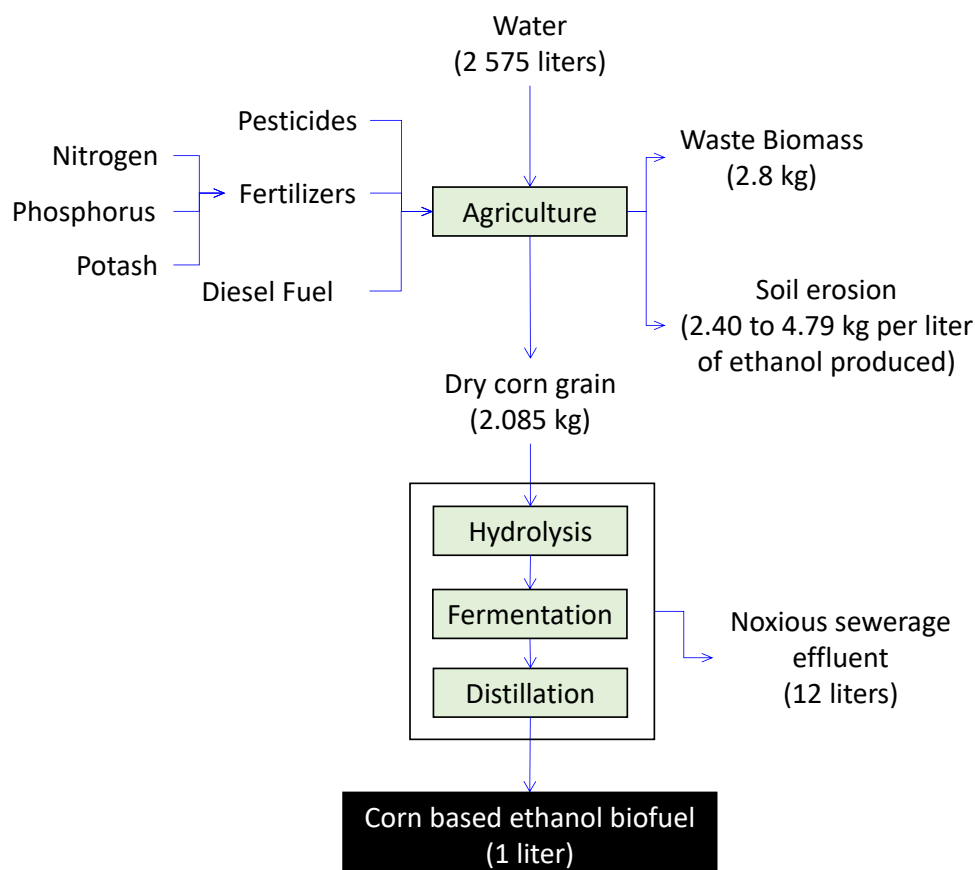 Water
(2 575 liters)
Pesticides
Nitrogen
Phosphorus
Potash
Fertilizers
Diesel Fuel
Agriculture
Waste Biomass
(2.8 kg)
Soil erosion
(2.40 to 4.79 kg per liter
of ethanol produced)
Dry corn grain
(2.085 kg)
Hydrolysis
Fermentation
Distillation
Noxious sewerage
effluent
(12 liters)
Corn based ethanol biofuel
(1 liter)